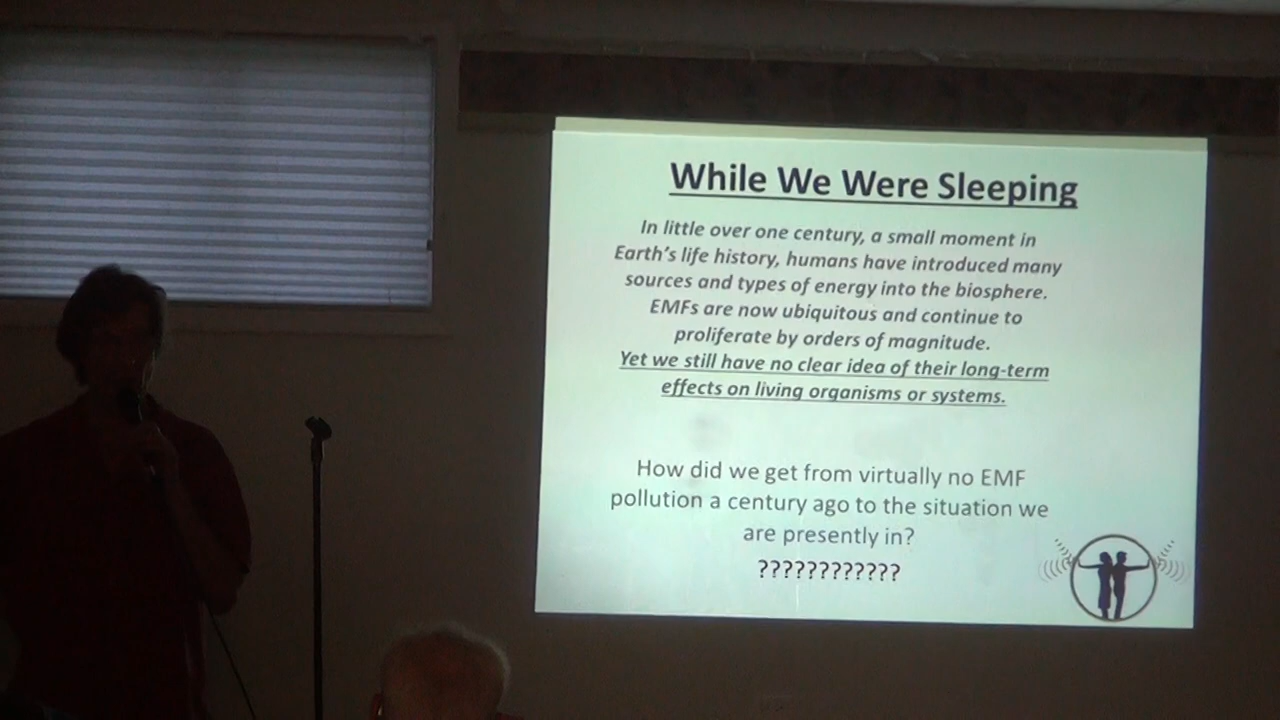 While We Were Sleeping
In little over one century, a small moment in
Earth's life history, humans have introduced many
sources and types of energy into the biosphere.
EMFs are now ubiquitous and continue to
proliferate by orders of magnitude.
Yet we still have no clear idea of their long-term
effects on living organisms or systems.
How did we get from virtually no EMF
pollution a century ago to the situation we
are presently in?
????????????